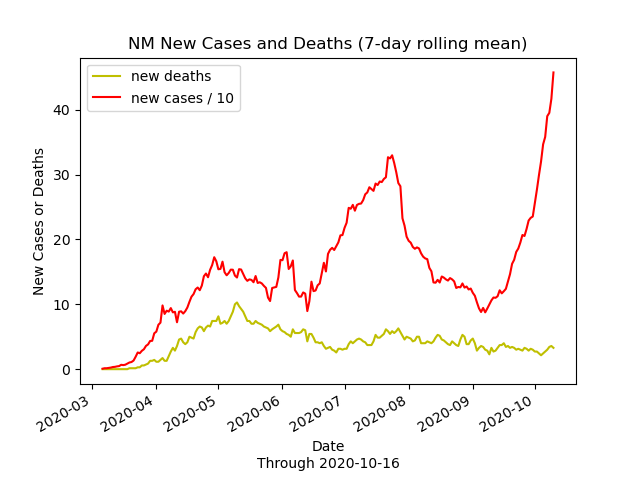 NM New Cases and Deaths (7-day rolling mean)
new deaths
new cases / 10
New Cases or Deaths
40
30
20
10
0
2020-03
2020-04
2020-05
2020-06
2020-07
2020-08
2020-09
2020-10
Date
Through 2020-10-16